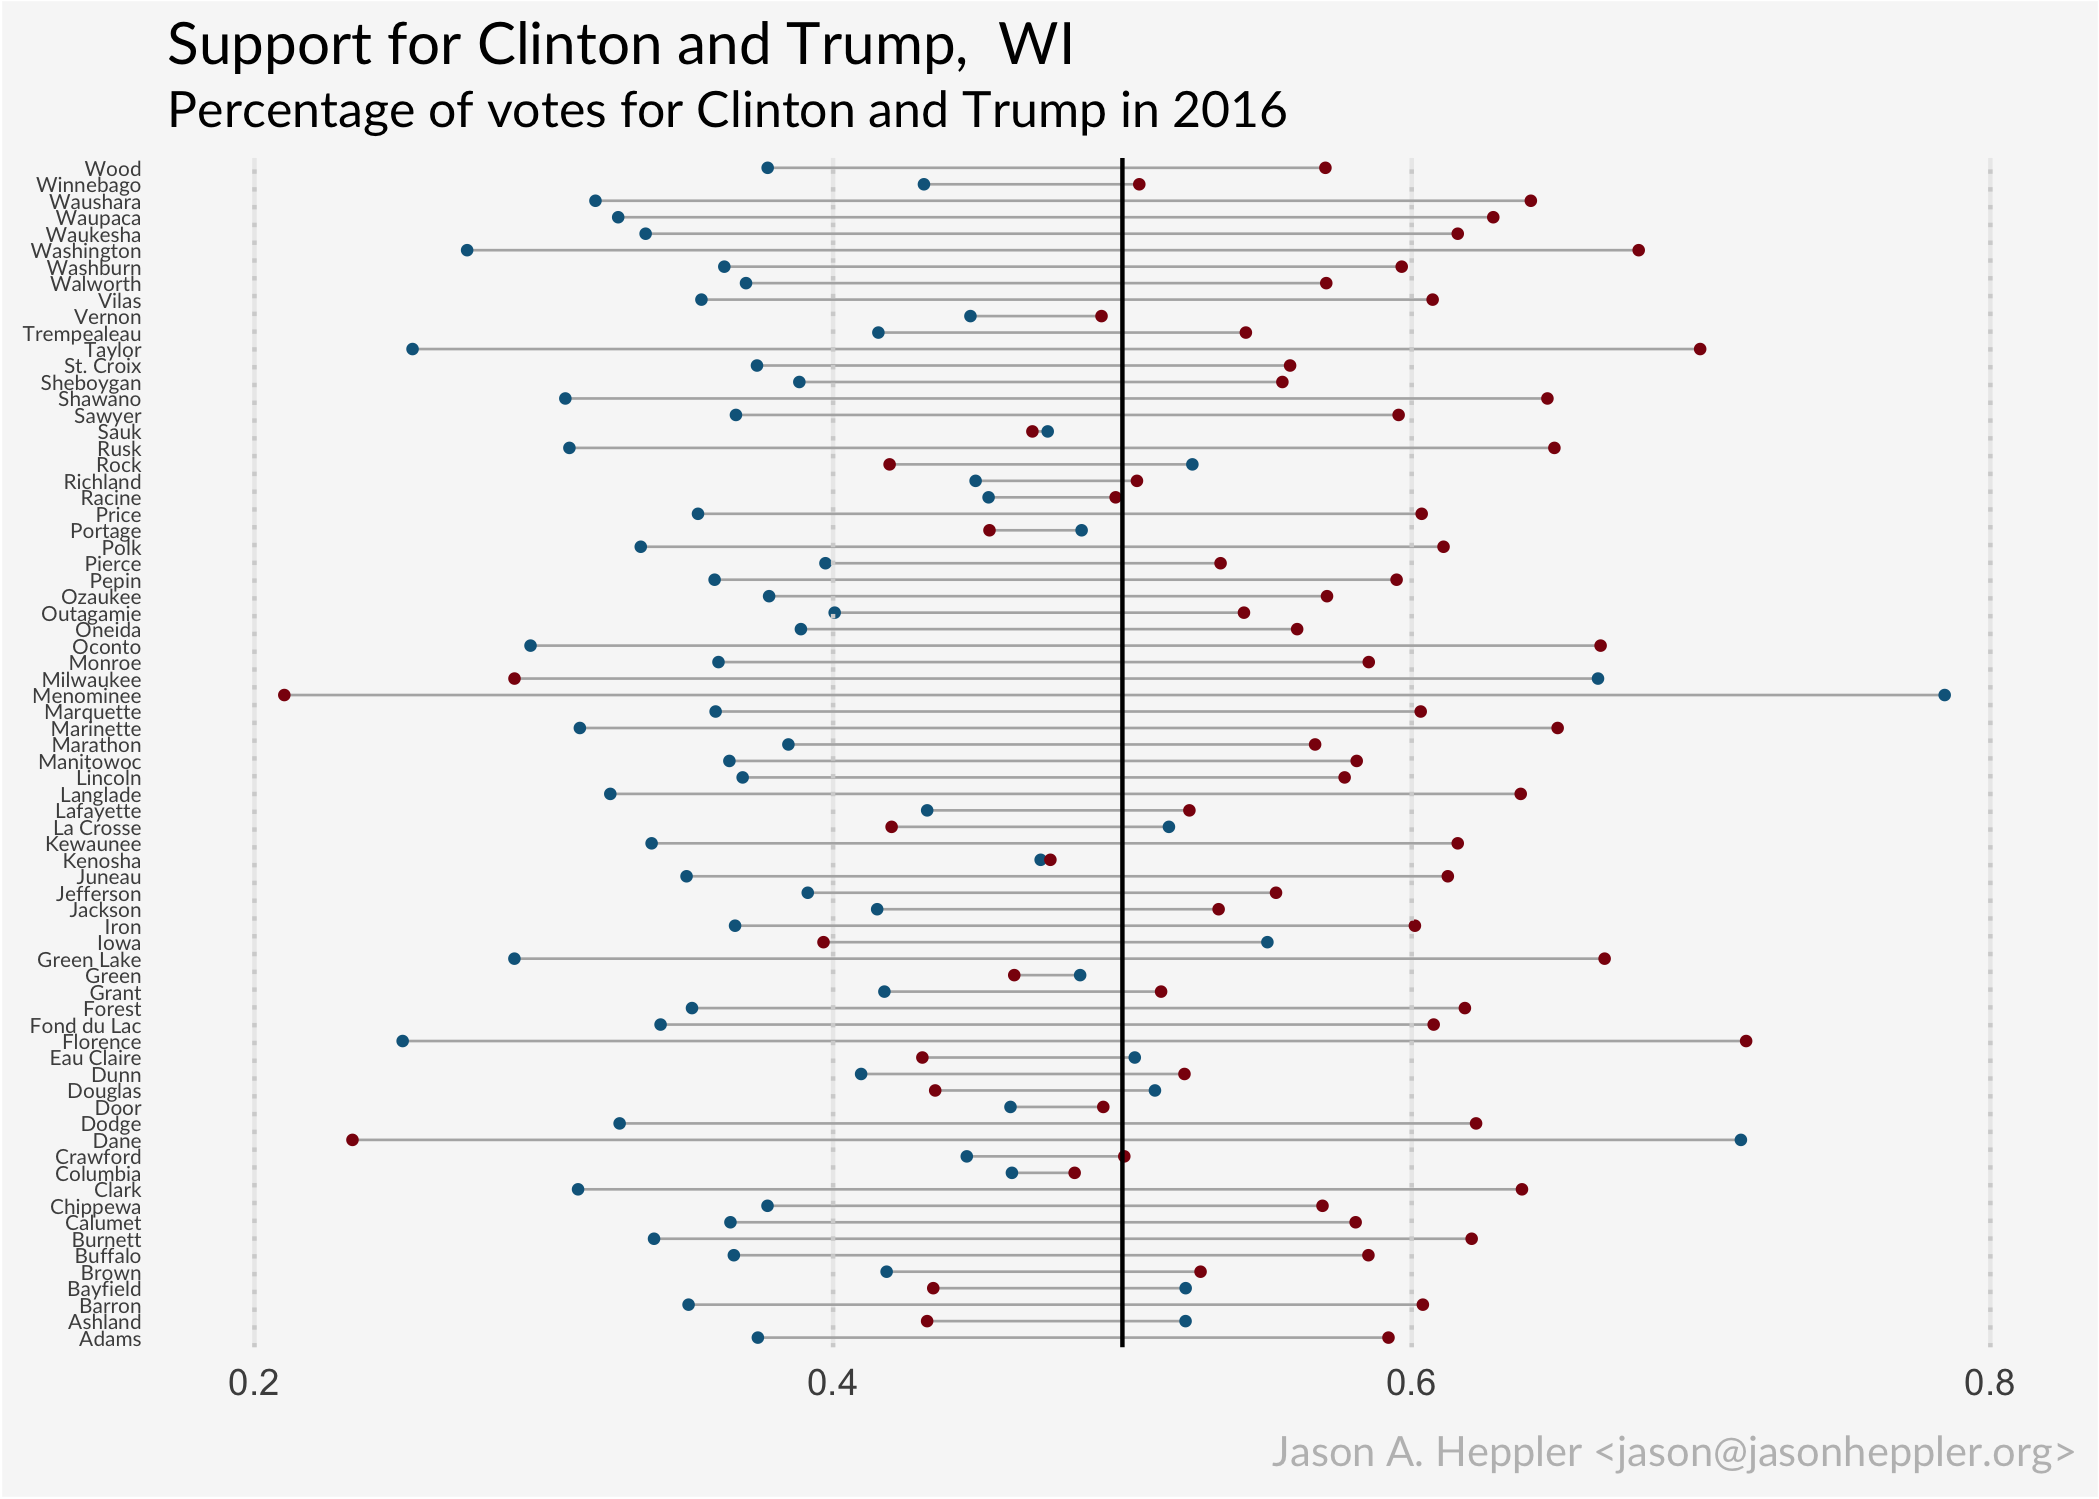 Support for Clinton and Trump,  WI
Percentage of votes for Clinton and Trump in 2016
Wood
Winnebago
Waushara
Waupaca
Waukesha
Washington
Washburn
Walworth
Vilas
Vernon
Trempealeau
Taylor
St. Croix
Sheboygan
Shawano
Sawyer
Sauk
Rusk
Rock
Richland
Racine
Price
Portage
Polk
Pierce
Pepin
Ozaukee
Outagamie
Oneida
Oconto
Monroe
Milwaukee
Menominee
Marquette
Marinette
Marathon
Manitowoc
Lincoln
Langlade
Lafayette
La Crosse
Kewaunee
Kenosha
Juneau
Jefferson
Jackson
Iron
Iowa
Green Lake
Green
Grant
Forest
Fond du Lac
Florence
Eau Claire
Dunn
Douglas
Door
Dodge
Dane
Crawford
Columbia
Clark
Chippewa
Calumet
Burnett
Buffalo
Brown
Bayfield
Barron
Ashland
Adams
0.2 0.4 0.6 0.8
Jason A. Heppler <jason@jasonheppler.org>